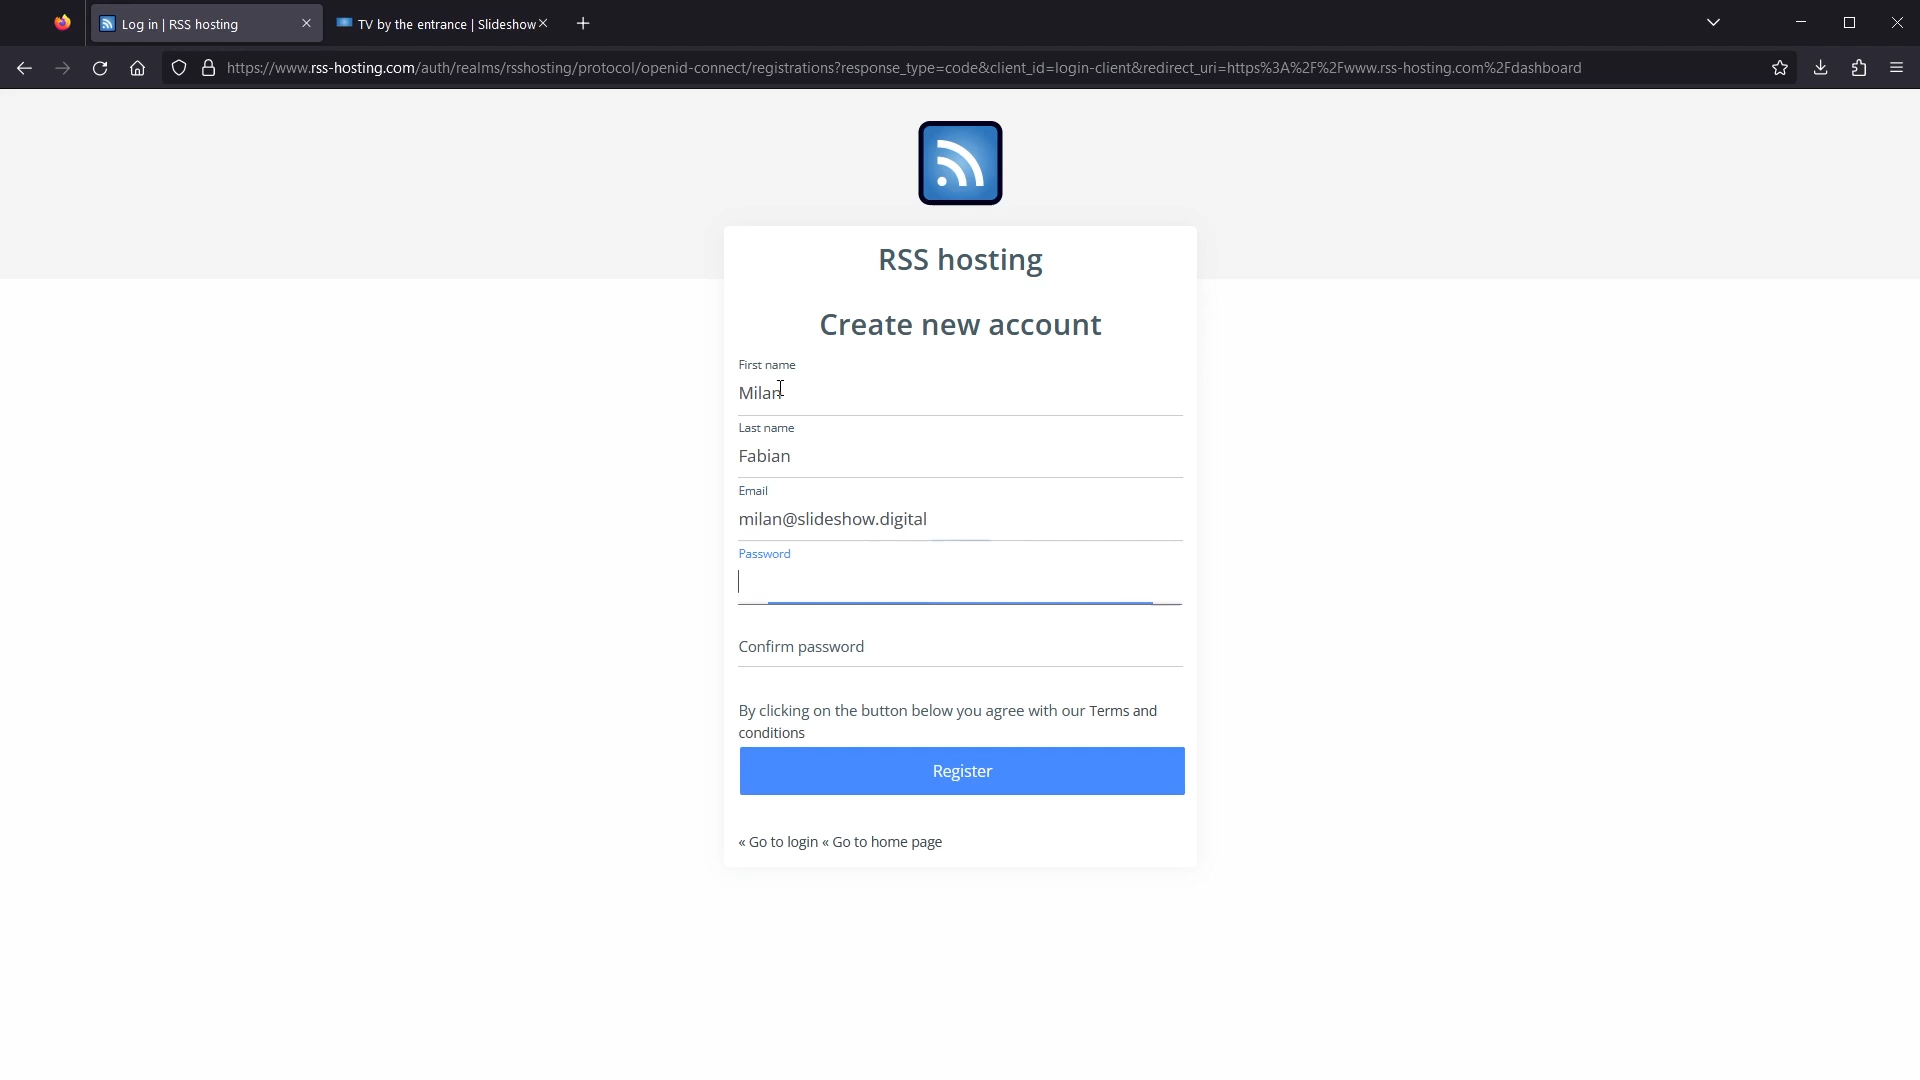 Log in | RSS hosting
TV by the entrance | Slideshow
https://www.rss-hosting.com/auth/realms/rsshosting/protocol/openid-connect/registrations?response_type=code&client_id=login-client&redirect_uri=https%3A%2F%2Fwww.rss-hosting.com%2Fdashboard
RSS hosting
Create new account
First name
Milan
Last name
Fabian
Email
milan@slideshow.digital
Password
Confirm password
By clicking on the button below you agree with our Terms and
conditions
Register
« Go to login « Go to home page